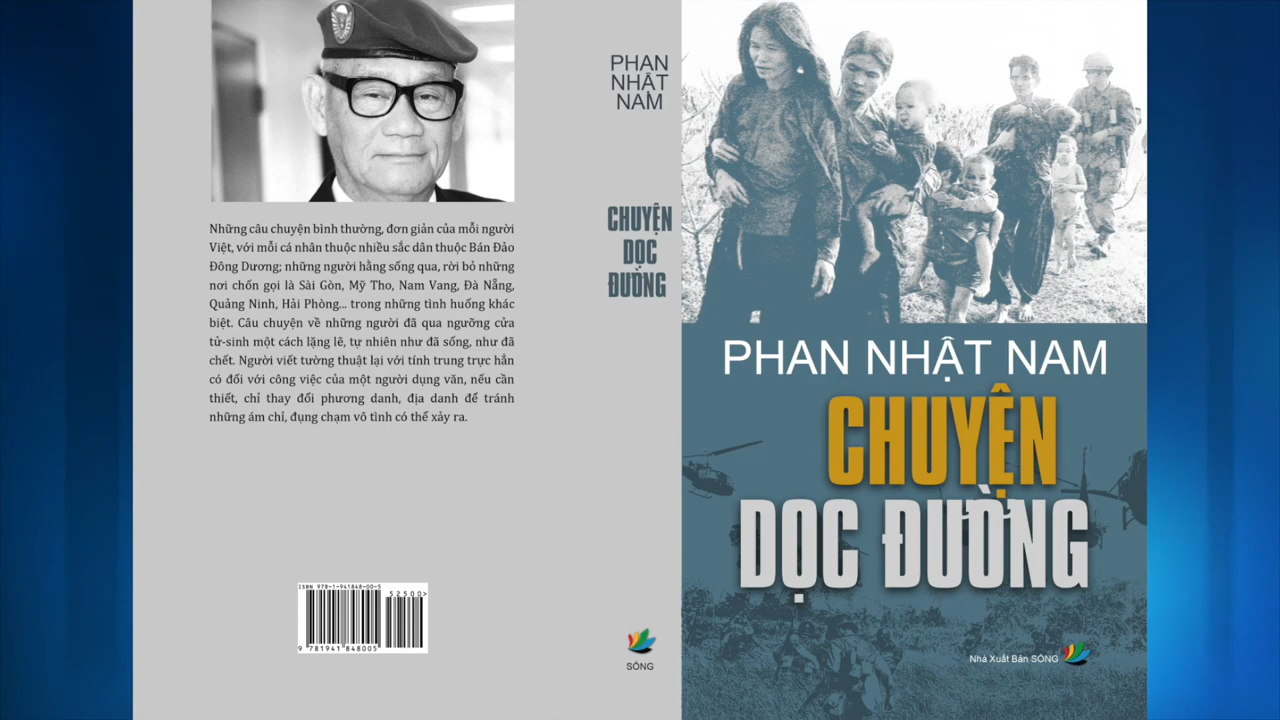 Những câu chuyện bình thường, đơn giản của mỗi người
Việt, với mỗi cá nhân thuộc nhiều sắc dân thuộc Bán Đảo
Đông Dương; những người hằng sống qua, rời bỏ những
nơi chốn gọi là Sài Gòn, Mỹ Tho, Nam Vang, Đà Nẵng,
Quảng Ninh, Hải Phòng... trong những tình huống khác
biệt. Câu chuyện về những người đã qua ngưỡng cửa
tử-sinh một cách lặng lẽ, tự nhiên như đã sống, như đã
chết. Người viết tường thuật lại với tính trung trực hẳn
có đối với công việc của một người dụng văn, nếu cần
thiết, chỉ thay đổi phương danh, địa danh để tránh
những ám chỉ, đụng chạm vô tình có thể xảy ra.
ISBN 978-1-941848-00-5
52500>
9 781941 848005
PHAN
NHẬT
NAM
CHUYỆN
DỌC
ĐƯỜNG
SỐNG
PHAN NHẬT NAM
CHUYỆN
DỌC ĐƯỜNG
Nhà Xuất Bản SỐNG